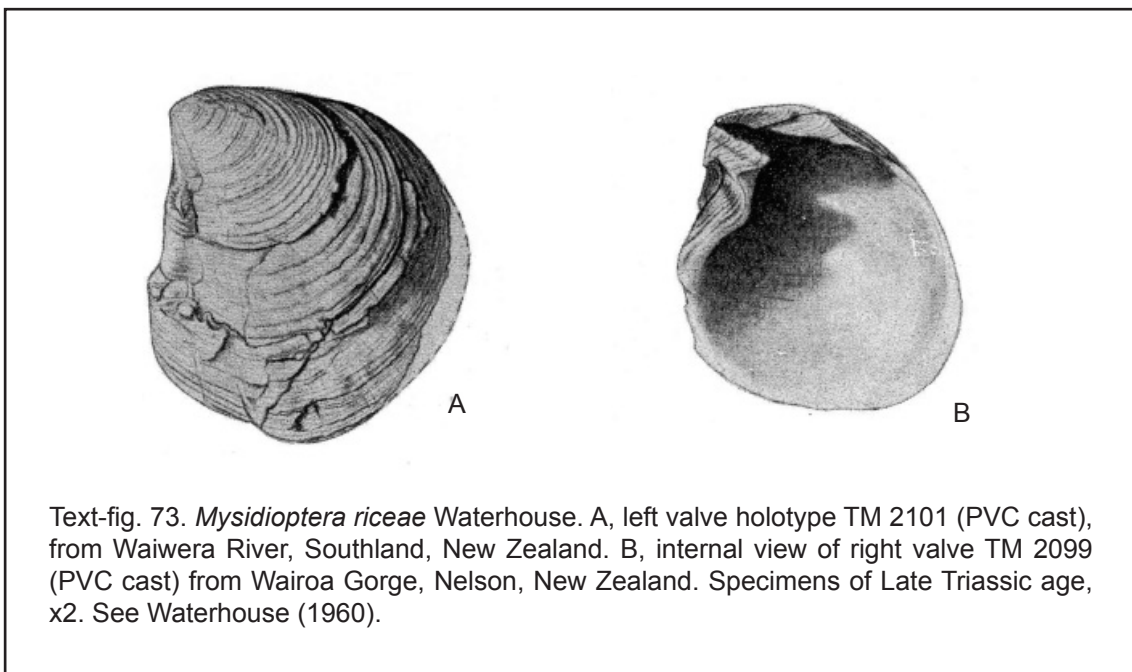 A
B
Text-fig. 73. Mysidioptera riceae Waterhouse. A, left valve holotype TM 2101 (PVC cast),
from Waiwera River, Southland, New Zealand. B, internal view of right valve TM 2099
(PVC cast) from Wairoa Gorge, Nelson, New Zealand. Specimens of Late Triassic age,
x2. See Waterhouse (1960).